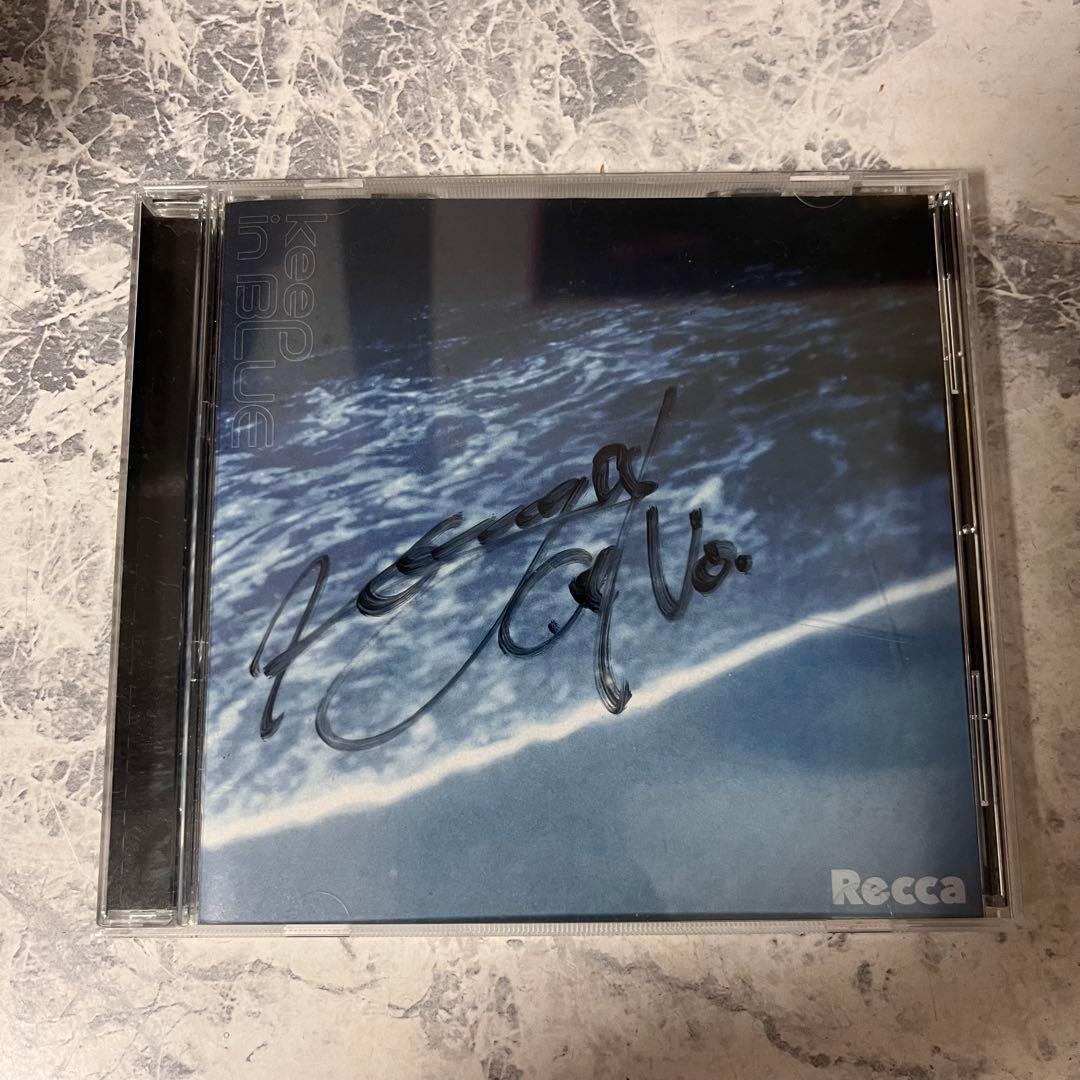 keep
in BLUE
Vo.
Recca